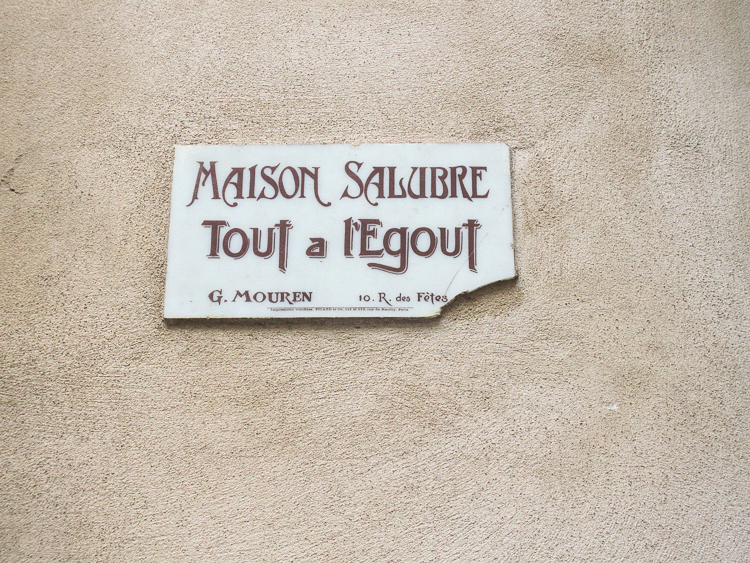 MAISON SALUBRE
Tout a l'Egout
G. MOUREN 10. R. des Fêtes